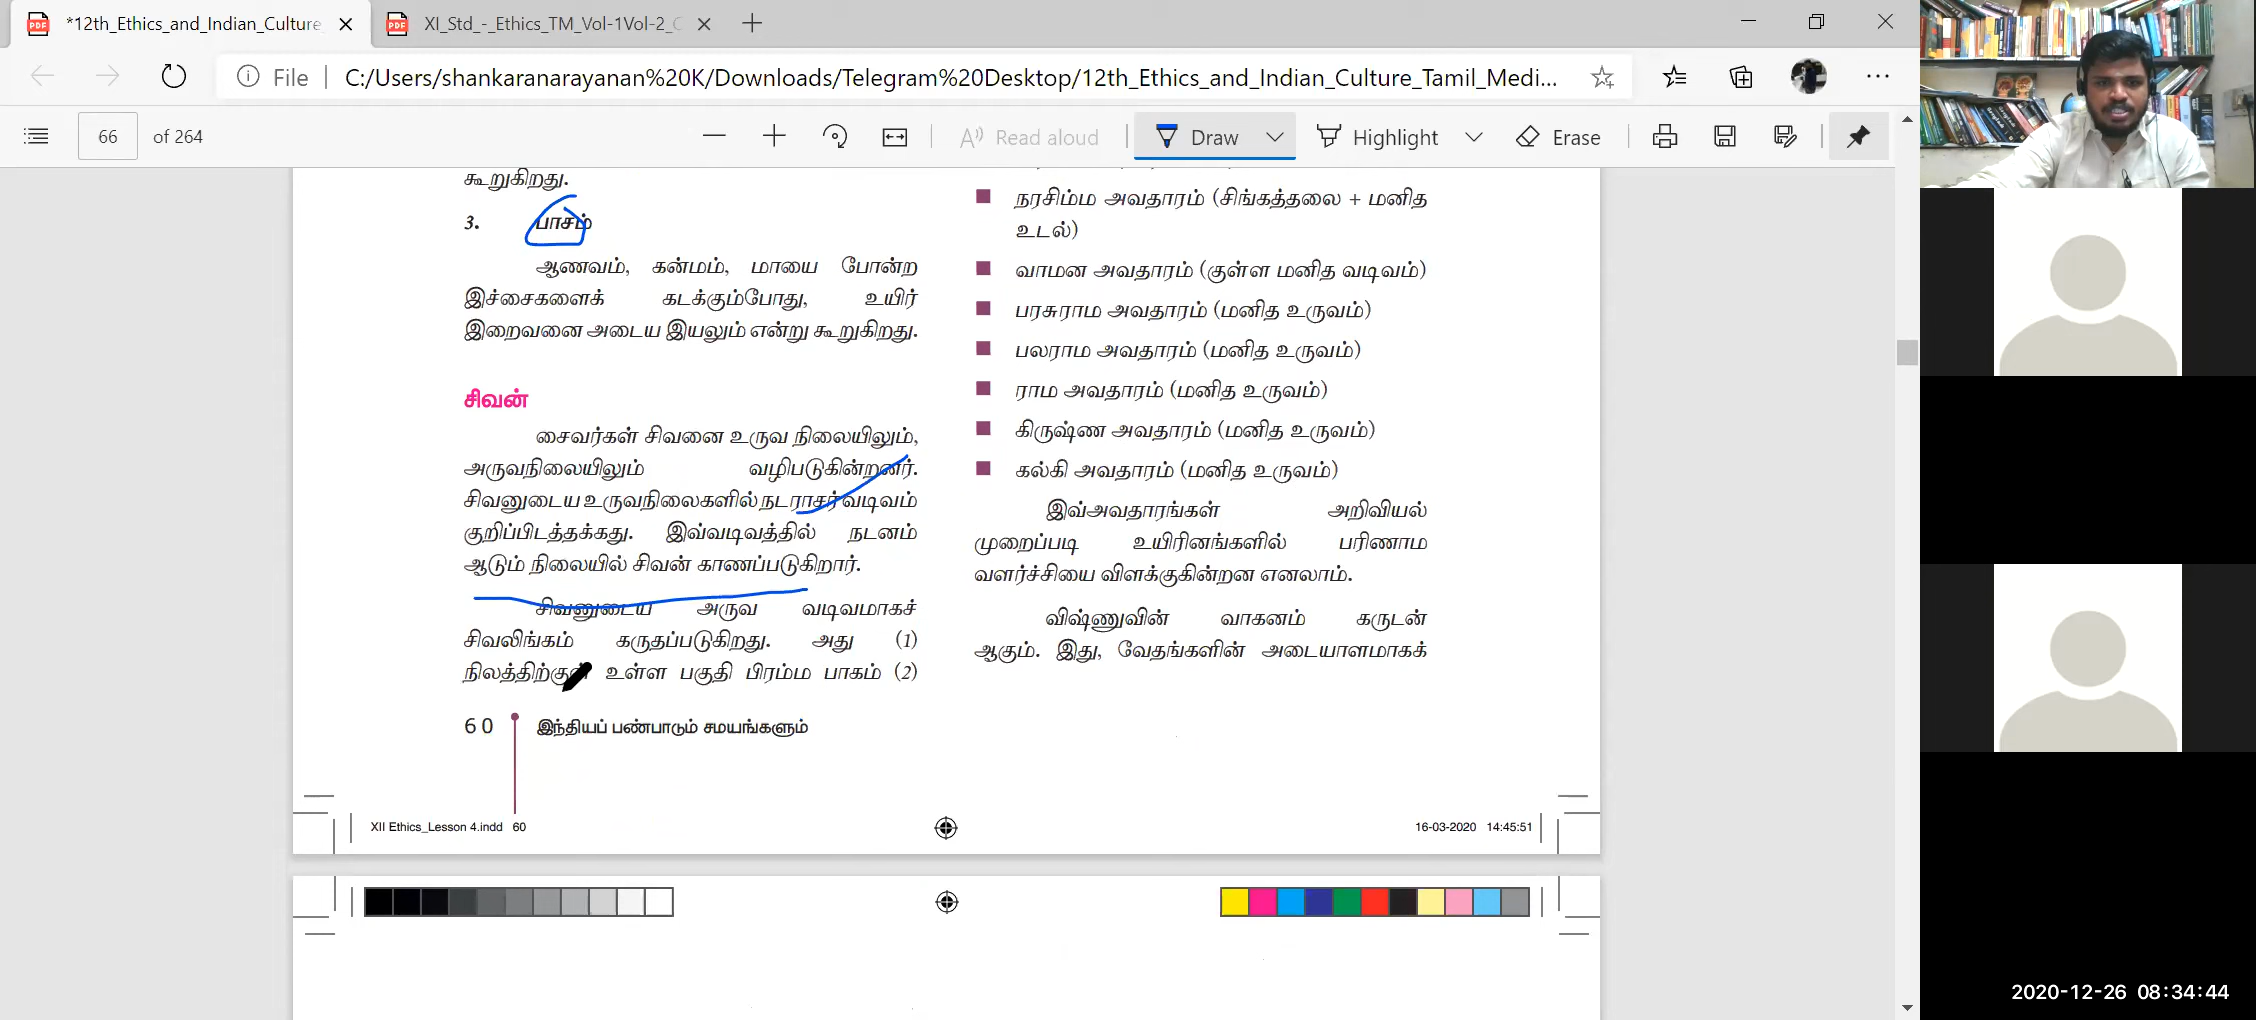 *12th_Ethics_and_Indian_Culture_
XI_Std_-_Ethics_TM_Vol-1Vol-2_C
File
C:/Users/shankaranarayanan%20K/Downloads/Telegram%20Desktop/12th_Ethics_and_Indian_Culture_Tamil_Medi...
66 of 264
Read aloud
Draw
Highlight
Erase
கூறுகிறது.
3. பாசம்
ஆணவம், கன்மம், மாயை போன்ற
இச்சைகளைக் கடக்கும்போது, உயிர்
இறைவனை அடைய இயலும் என்று கூறுகிறது.
சிவன்
சைவர்கள் சிவனை உருவ நிலையிலும்,
அருவநிலையிலும் வழிபடுகின்றனர்.
சிவனுடைய உருவநிலைகளில் நடராசர் வடிவம்
குறிப்பிடத்தக்கது. இவ்வடிவத்தில் நடனம்
ஆடும் நிலையில் சிவன் காணப்படுகிறார்.
சிவனுடைய அருவ வடிவமாகச்
சிவலிங்கம் கருதப்படுகிறது. அது (1)
நிலத்திற்குள் உள்ள பகுதி பிரம்ம பாகம் (2)
நரசிம்ம அவதாரம் (சிங்கத்தலை + மனித
உடல்)
வாமன அவதாரம் (குள்ள மனித வடிவம்)
பரசுராம அவதாரம் (மனித உருவம்)
பலராம அவதாரம் (மனித உருவம்)
ராம அவதாரம் (மனித உருவம்)
கிருஷ்ண அவதாரம் (மனித உருவம்)
கல்கி அவதாரம் (மனித உருவம்)
இவ்அவதாரங்கள் அறிவியல்
முறைப்படி உயிரினங்களில் பரிணாம
வளர்ச்சியை விளக்குகின்றன எனலாம்.
விஷ்ணுவின் வாகனம் கருடன்
ஆகும். இது, வேதங்களின் அடையாளமாகக்
60 இந்தியப் பண்பாடும் சமயங்களும்
XII Ethics_Lesson 4.indd 60
16-03-2020 14:45:51
2020-12-26 08:34:44